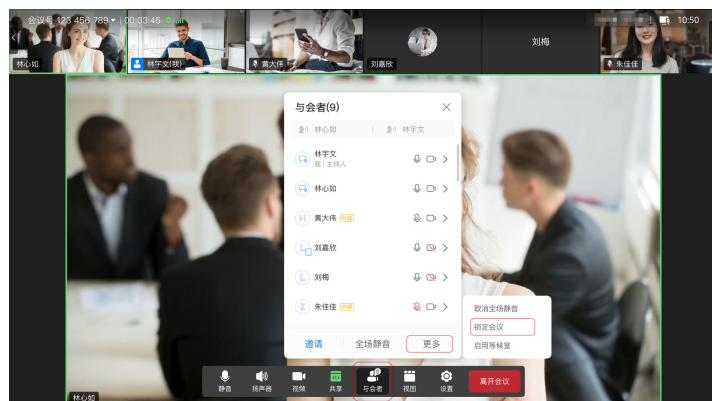 会议号 123 456 789 | 00:03:45
10:50
林心如
林宇文(我)
黄大伟
刘嘉欣
刘梅
朱佳佳
与会者(9)
林心如
林宇文
林宇文
我 | 主持人
林心如
黄大伟 外部
刘嘉欣
刘梅
朱佳佳 外部
邀请
全场静音
更多
取消全场静音
锁定会议
启用等候室
静音
扬声器
视频
共享
与会者
视图
设置
离开会议
林心如